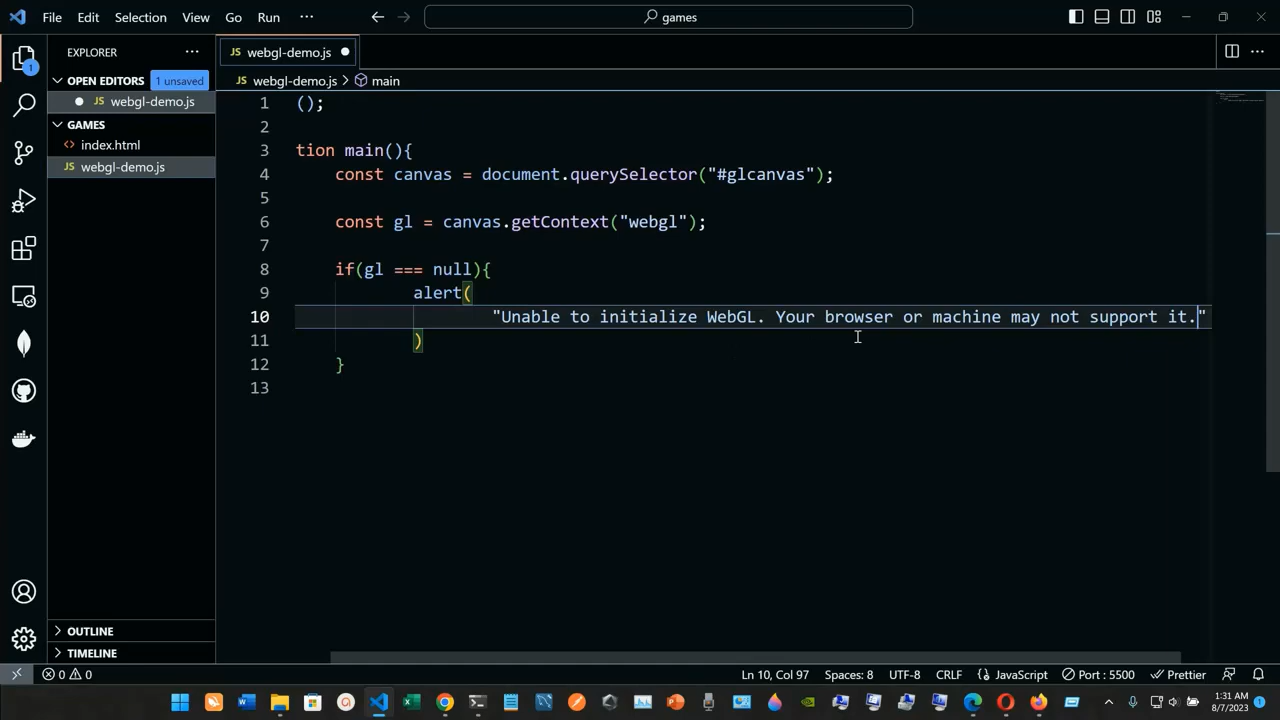 File Edit Selection View Go Run ··· games
EXPLORER ···
JS webgl-demo.js
OPEN EDITORS 1 unsaved
JS webgl-demo.js > main
JS webgl-demo.js
GAMES
<> index.html
JS webgl-demo.js
1 ();
2
3 tion main(){
4 const canvas = document.querySelector("#glcanvas");
5
6 const gl = canvas.getContext("webgl");
7
8 if(gl === null){
9 alert(
10 "Unable to initialize WebGL. Your browser or machine may not support it."
11 )
12 }
13
OUTLINE
TIMELINE
0 0 Ln 10, Col 97 Spaces: 8 UTF-8 CRLF {} JavaScript Port : 5500 Prettier
1:31 AM
8/7/2023
1